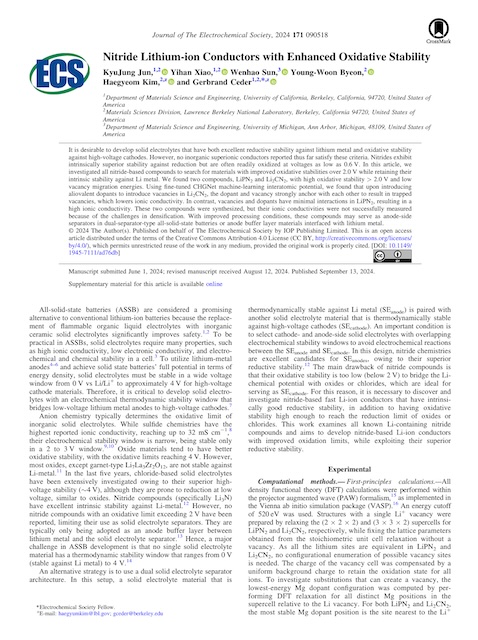 Journal of The Electrochemical Society, 2024 171 090518
CrossMark
ECS
Nitride Lithium-ion Conductors with Enhanced Oxidative Stability
KyuJung Jun,1,2 Yihan Xiao,1,2 Wenhao Sun,3 Young-Woon Byeon,2
Haegyeom Kim,2,z and Gerbrand Ceder1,2,*,z
1Department of Materials Science and Engineering, University of California, Berkeley, California 94720, United States of
America
2Materials Sciences Division, Lawrence Berkeley National Laboratory, Berkeley, California 94720, United States of
America
3Department of Materials Science and Engineering, University of Michigan, Ann Arbor, Michigan, 48109, United States of
America
It is desirable to develop solid electrolytes that have both excellent reductive stability against lithium metal and oxidative stability
against high-voltage cathodes. However, no inorganic superionic conductors reported thus far satisfy these criteria. Nitrides exhibit
intrinsically superior stability against reduction but are often readily oxidized at voltages as low as 0.6 V. In this article, we
investigated all nitride-based compounds to search for materials with improved oxidative stabilities over 2.0 V while retaining their
intrinsic stability against Li metal. We found two compounds, LiPN2 and Li2CN2, with high oxidative stability > 2.0 V and low
vacancy migration energies. Using fine-tuned CHGNet machine-learning interatomic potential, we found that upon introducing
aliovalent dopants to introduce vacancies in Li2CN2, the dopant and vacancy strongly anchor with each other to result in trapped
vacancies, which lowers ionic conductivity. In contrast, vacancies and dopants have minimal interactions in LiPN2, resulting in a
high ionic conductivity. These two compounds were synthesized, but their ionic conductivities were not successfully measured
because of the challenges in densification. With improved processing conditions, these compounds may serve as anode-side
separators in dual-separator-type all-solid-state batteries or anode buffer layer materials interfaced with lithium metal.
© 2024 The Author(s). Published on behalf of The Electrochemical Society by IOP Publishing Limited. This is an open access
article distributed under the terms of the Creative Commons Attribution 4.0 License (CC BY, http://creativecommons.org/licenses/
by/4.0/), which permits unrestricted reuse of the work in any medium, provided the original work is properly cited. [DOI: 10.1149/
1945-7111/ad76db]
Manuscript submitted June 1, 2024; revised manuscript received August 12, 2024. Published September 13, 2024.
Supplementary material for this article is available online
All-solid-state batteries (ASSB) are considered a promising
alternative to conventional lithium-ion batteries because the replace-
ment of flammable organic liquid electrolytes with inorganic
ceramic solid electrolytes significantly improves safety.1,2 To be
practical in ASSBs, solid electrolytes require many properties, such
as high ionic conductivity, low electronic conductivity, and electro-
chemical and chemical stability in a cell.3 To utilize lithium-metal
anodes4–6 and achieve solid state batteries' full potential in terms of
energy density, solid electrolytes must be stable in a wide voltage
window from 0 V vs Li/Li+ to approximately 4 V for high-voltage
cathode materials. Therefore, it is critical to develop solid electro-
lytes with an electrochemical thermodynamic stability window that
bridges low-voltage lithium metal anodes to high-voltage cathodes.7
Anion chemistry typically determines the oxidation limit of
inorganic solid electrolytes. While sulfide chemistries have the
highest reported ionic conductivity, reaching up to 32 mS cm−1,8
their electrochemical stability window is narrow, being stable only
in a 2 to 3 V window.9,10 Oxide materials tend to have better
oxidative stability, with the oxidative limits reaching 4 V. However,
most oxides, except garnet-type Li7La3Zr2O12, are not stable against
Li-metal.11 In the last five years, chloride-based solid electrolytes
have been extensively investigated owing to their superior high-
voltage stability (~4 V), although they are prone to reduction at low
voltage, similar to oxides. Nitride compounds (specifically Li3N)
have excellent intrinsic stability against Li-metal.12 However, no
nitride compounds with an oxidation limit exceeding 2 V have been
reported, limiting their use as solid electrolyte separators. They are
typically only being adopted as an anode buffer layer between
lithium metal and the solid electrolyte separator.13 Hence, a major
challenge in ASSB development is that no single solid electrolyte
material has a thermodynamic stability window that ranges from 0 V
(stable against Li metal) to 4 V.14
An alternative strategy is to use a dual solid electrolyte separator
architecture. In this setup, a solid electrolyte material that is
thermodynamically stable against Li metal (SEanode) is paired with
another solid electrolyte material that is thermodynamically stable
against high-voltage cathodes (SEcathode). An important condition is
to select cathode- and anode-side solid electrolytes with overlapping
electrochemical stability windows to avoid electrochemical reactions
between the SEanode and SEcathode. In this design, nitride chemistries
are excellent candidates for SEanode, owing to their superior
reductive stability.12 The main drawback of nitride compounds is
that their oxidative stability is too low (below 2 V) to bridge the Li-
chemical potential with oxides or chlorides, which are ideal for
serving as SEcathode. For this reason, it is necessary to discover and
investigate nitride-based fast Li-ion conductors that have intrinsi-
cally good reductive stability, in addition to having oxidative
stability high enough to reach the reduction limit of oxides or
chlorides. This work examines all known Li-containing nitride
compounds and aims to develop nitride-based Li-ion conductors
with improved oxidation limits, while exploiting their superior
reductive stability.
Experimental
Computational methods.—First-principles calculations.—All
density functional theory (DFT) calculations were performed within
the projector augmented wave (PAW) formalism,15 as implemented in
the Vienna ab initio simulation package (VASP).16 An energy cutoff
of 520 eV was used. Structures with a single Li+ vacancy were
prepared by relaxing the (2 × 2 × 2) and (3 × 3 × 2) supercells for
LiPN2 and Li2CN2, respectively, while fixing the lattice parameters
obtained from the stoichiometric unit cell relaxation without a
vacancy. As all the lithium sites are equivalent in LiPN2 and
Li2CN2, no configurational enumeration of possible vacancy sites
is needed. The charge of the vacancy cell was compensated by a
uniform background charge to retain the oxidation state for all
ions. To investigate substitutions that can create a vacancy, the
lowest-energy Mg dopant configuration was computed by per-
forming DFT relaxation for all distinct Mg positions in the
supercell relative to the Li vacancy. For both LiPN2 and Li2CN2,
the most stable Mg dopant position is the site nearest to the Li+
*Electrochemical Society Fellow.
zE-mail: haegyumkim@lbl.gov; gceder@berkeley.edu